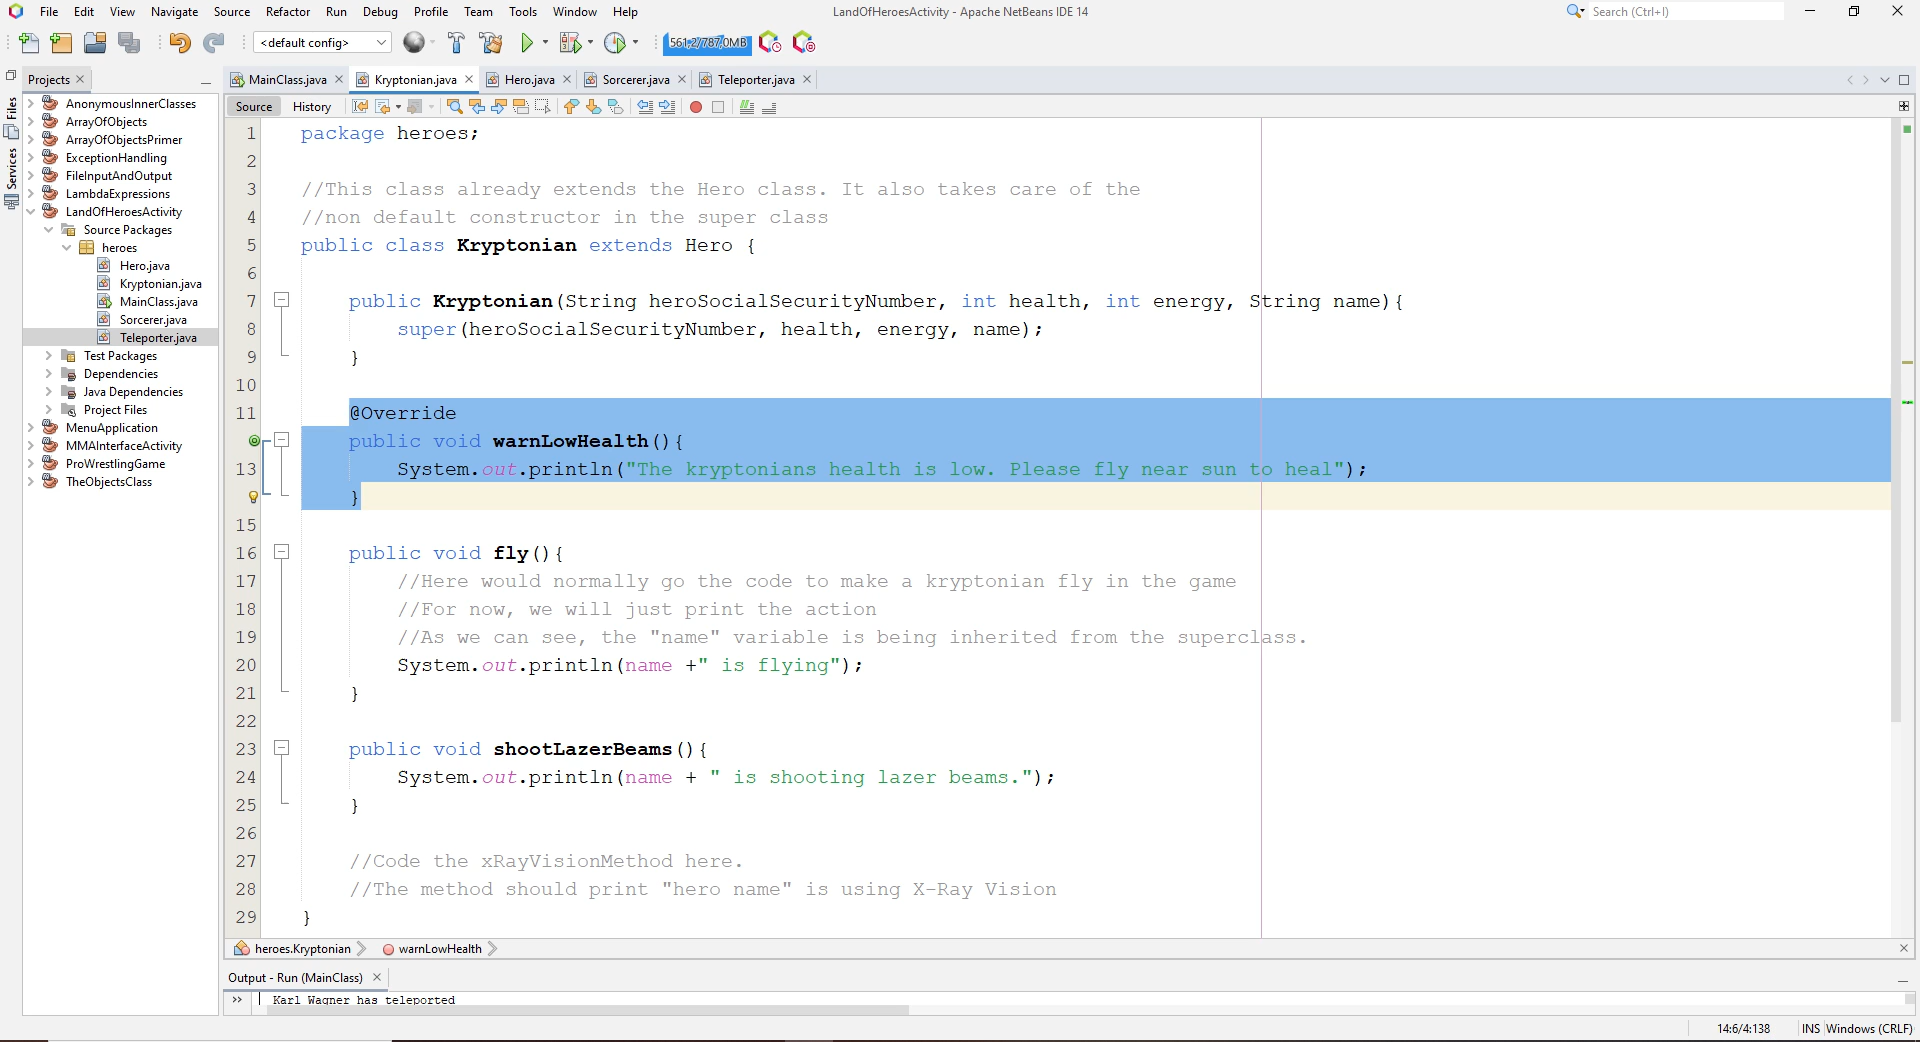 File Edit View Navigate Source Refactor Run Debug Profile Team Tools Window Help LandOfHeroesActivity - Apache NetBeans IDE 14 Search (Ctrl+I)
<default config> 561,2/787,0MB
Projects MainClass.java Kryptonian.java Hero.java Sorcerer.java Teleporter.java
Files
Services
Source History
AnonymousInnerClasses
ArrayOfObjects
ArrayOfObjectsPrimer
ExceptionHandling
FileInputAndOutput
LambdaExpressions
LandOfHeroesActivity
Source Packages
heroes
Hero.java
Kryptonian.java
MainClass.java
Sorcerer.java
Teleporter.java
Test Packages
Dependencies
Java Dependencies
Project Files
MenuApplication
MMAInterfaceActivity
ProWrestlingGame
TheObjectsClass
1 package heroes;
2
3 //This class already extends the Hero class. It also takes care of the
4 //non default constructor in the super class
5 public class Kryptonian extends Hero {
6
7 public Kryptonian(String heroSocialSecurityNumber, int health, int energy, String name){
8 super(heroSocialSecurityNumber, health, energy, name);
9 }
10
11 @Override
public void warnLowHealth(){
13 System.out.println("The kryptonians health is low. Please fly near sun to heal");
}
15
16 public void fly(){
17 //Here would normally go the code to make a kryptonian fly in the game
18 //For now, we will just print the action
19 //As we can see, the "name" variable is being inherited from the superclass.
20 System.out.println(name +" is flying");
21 }
22
23 public void shootLazerBeams(){
24 System.out.println(name + " is shooting lazer beams.");
25 }
26
27 //Code the xRayVisionMethod here.
28 //The method should print "hero name" is using X-Ray Vision
29 }
heroes.Kryptonian warnLowHealth
Output - Run (MainClass)
Karl Wagner has teleported
14:6/4:138 INS Windows (CRLF)